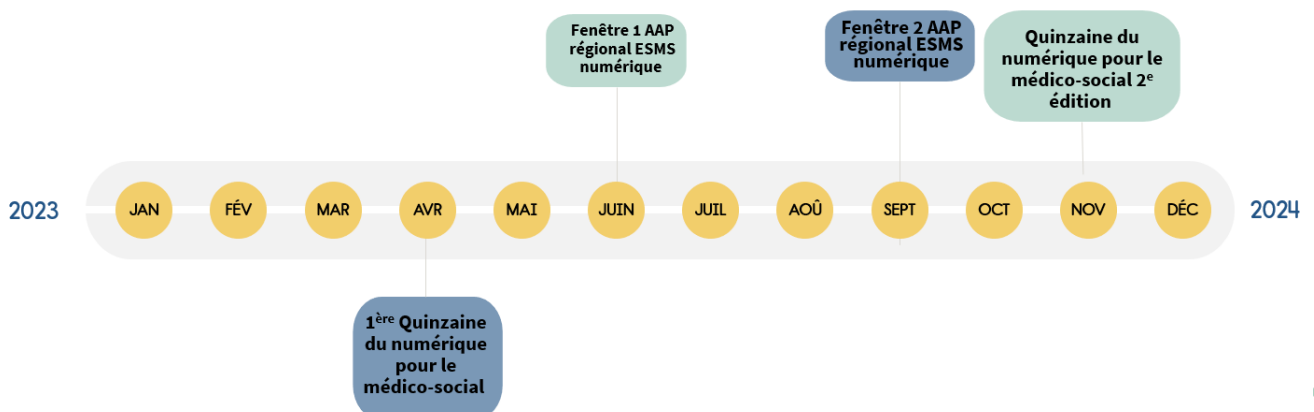 Fenêtre 1 AAP
régional ESMS
numérique
Fenêtre 2 AAP
régional ESMS
numérique
Quinzaine du
numérique pour le
médico-social 2e
édition
2023
JAN
FÉV
MAR
AVR
MAI
JUIN
JUIL
AOÛ
SEPT
OCT
NOV
DÉC
2024
1ère Quinzaine
du numérique
pour le
médico-social